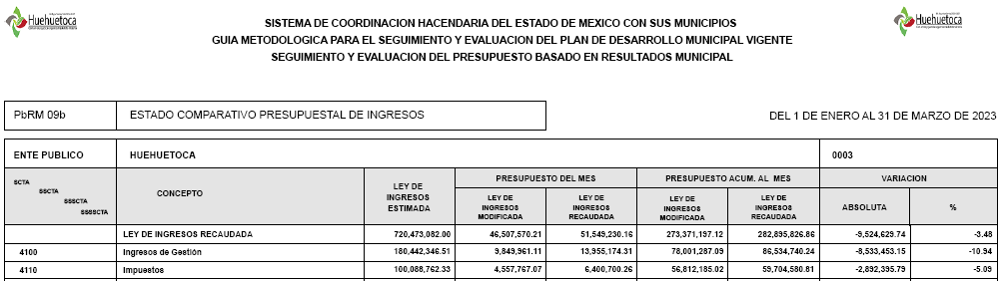 Huehuetoca
Huehuetoca
SISTEMA DE COORDINACION HACENDARIA DEL ESTADO DE MEXICO CON SUS MUNICIPIOS
GUIA METODOLOGICA PARA EL SEGUIMIENTO Y EVALUACION DEL PLAN DE DESARROLLO MUNICIPAL VIGENTE
SEGUIMIENTO Y EVALUACION DEL PRESUPUESTO BASADO EN RESULTADOS MUNICIPAL
PbRM 09b ESTADO COMPARATIVO PRESUPUESTAL DE INGRESOS DEL 1 DE ENERO AL 31 DE MARZO DE 2023
ENTE PUBLICO HUEHUETOCA 0003
SCTA
SSCTA
SSSCTA
SSSSCTA
CONCEPTO
LEY DE
INGRESOS
ESTIMADA
PRESUPUESTO DEL MES
LEY DE
INGRESOS
MODIFICADA
LEY DE
INGRESOS
RECAUDADA
PRESUPUESTO ACUM. AL MES
LEY DE
INGRESOS
MODIFICADA
LEY DE
INGRESOS
RECAUDADA
VARIACION
ABSOLUTA
%
LEY DE INGRESOS RECAUDADA 720,473,082.00 46,507,570.21 51,549,230.16 273,371,197.12 282,895,826.86 -9,524,629.74 -3.48
4100 Ingresos de Gestión 180,442,346.51 9,849,961.11 13,955,174.31 78,001,287.09 86,534,740.24 -8,533,453.15 -10.94
4110 Impuestos 100,088,762.33 4,557,767.07 6,400,700.26 56,812,185.02 59,704,580.81 -2,892,395.79 -5.09